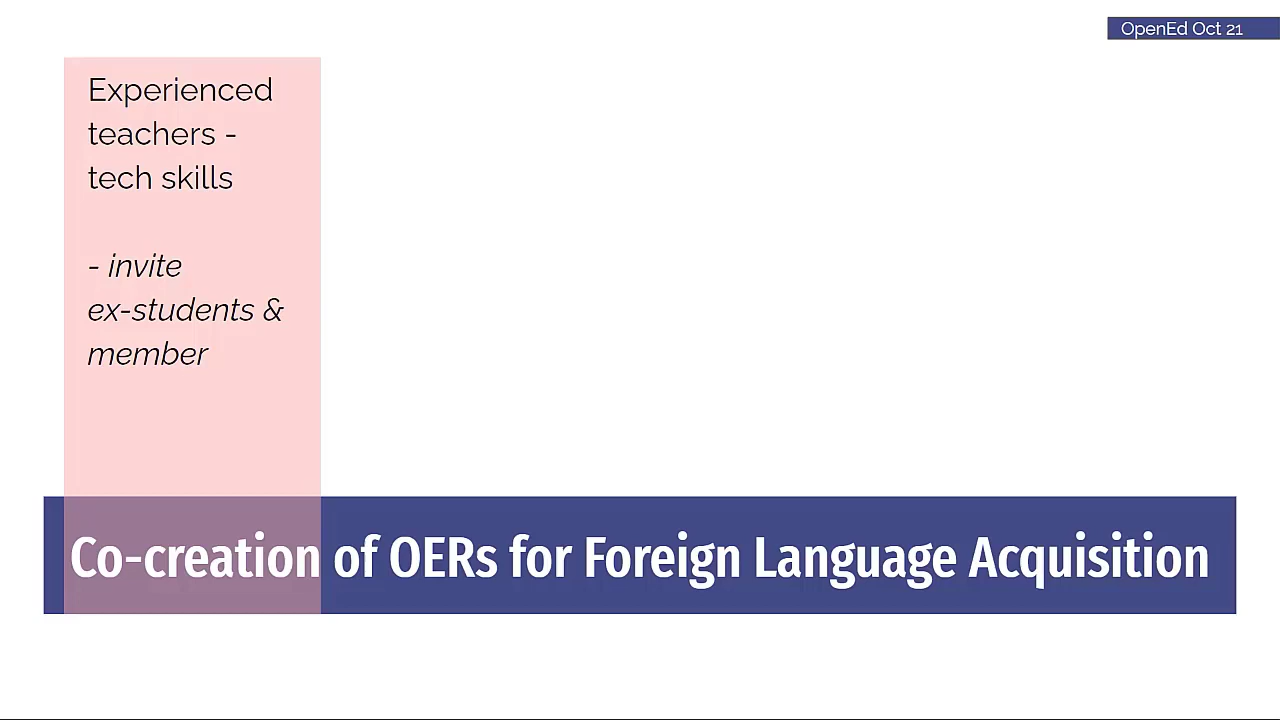 OpenEd Oct 21
Experienced
teachers -
tech skills
- invite
ex-students &
member
Co-creation of OERs for Foreign Language Acquisition